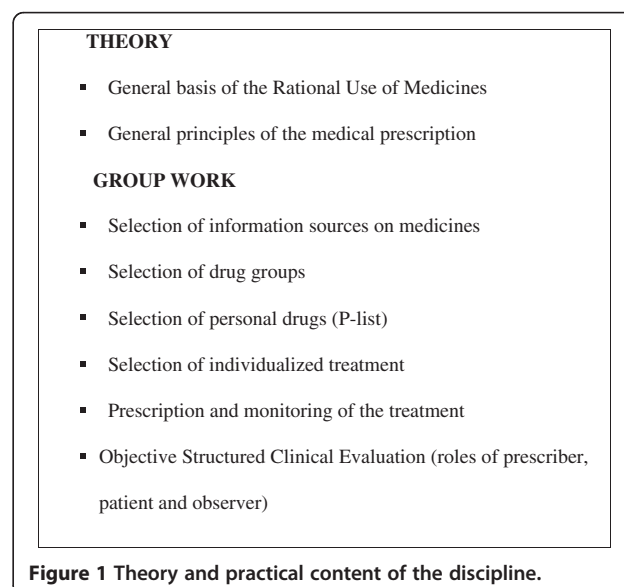 THEORY
▪ General basis of the Rational Use of Medicines
▪ General principles of the medical prescription
GROUP WORK
▪ Selection of information sources on medicines
▪ Selection of drug groups
▪ Selection of personal drugs (P-list)
▪ Selection of individualized treatment
▪ Prescription and monitoring of the treatment
▪ Objective Structured Clinical Evaluation (roles of prescriber,
patient and observer)
Figure 1 Theory and practical content of the discipline.